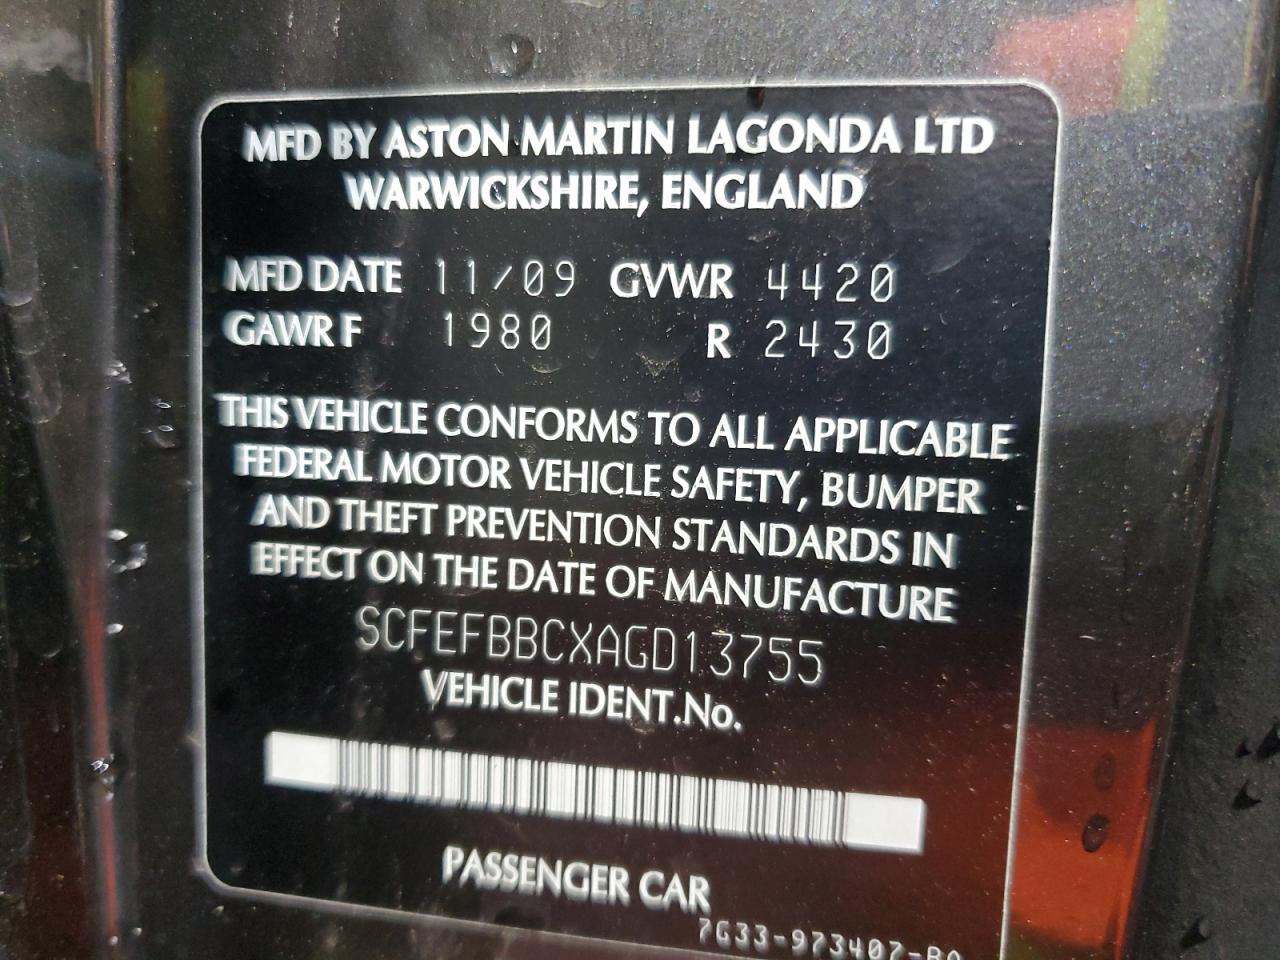 MFD BY ASTON MARTIN LAGONDA LTD
WARWICKSHIRE, ENGLAND
MFD DATE 11/09 GVWR 4420
GAWR F 1980 R 2430
THIS VEHICLE CONFORMS TO ALL APPLICABLE
FEDERAL MOTOR VEHICLE SAFETY, BUMPER
AND THEFT PREVENTION STANDARDS IN
EFFECT ON THE DATE OF MANUFACTURE
SCFEFBBCXAGD13755
VEHICLE IDENT.No.
PASSENGER CAR